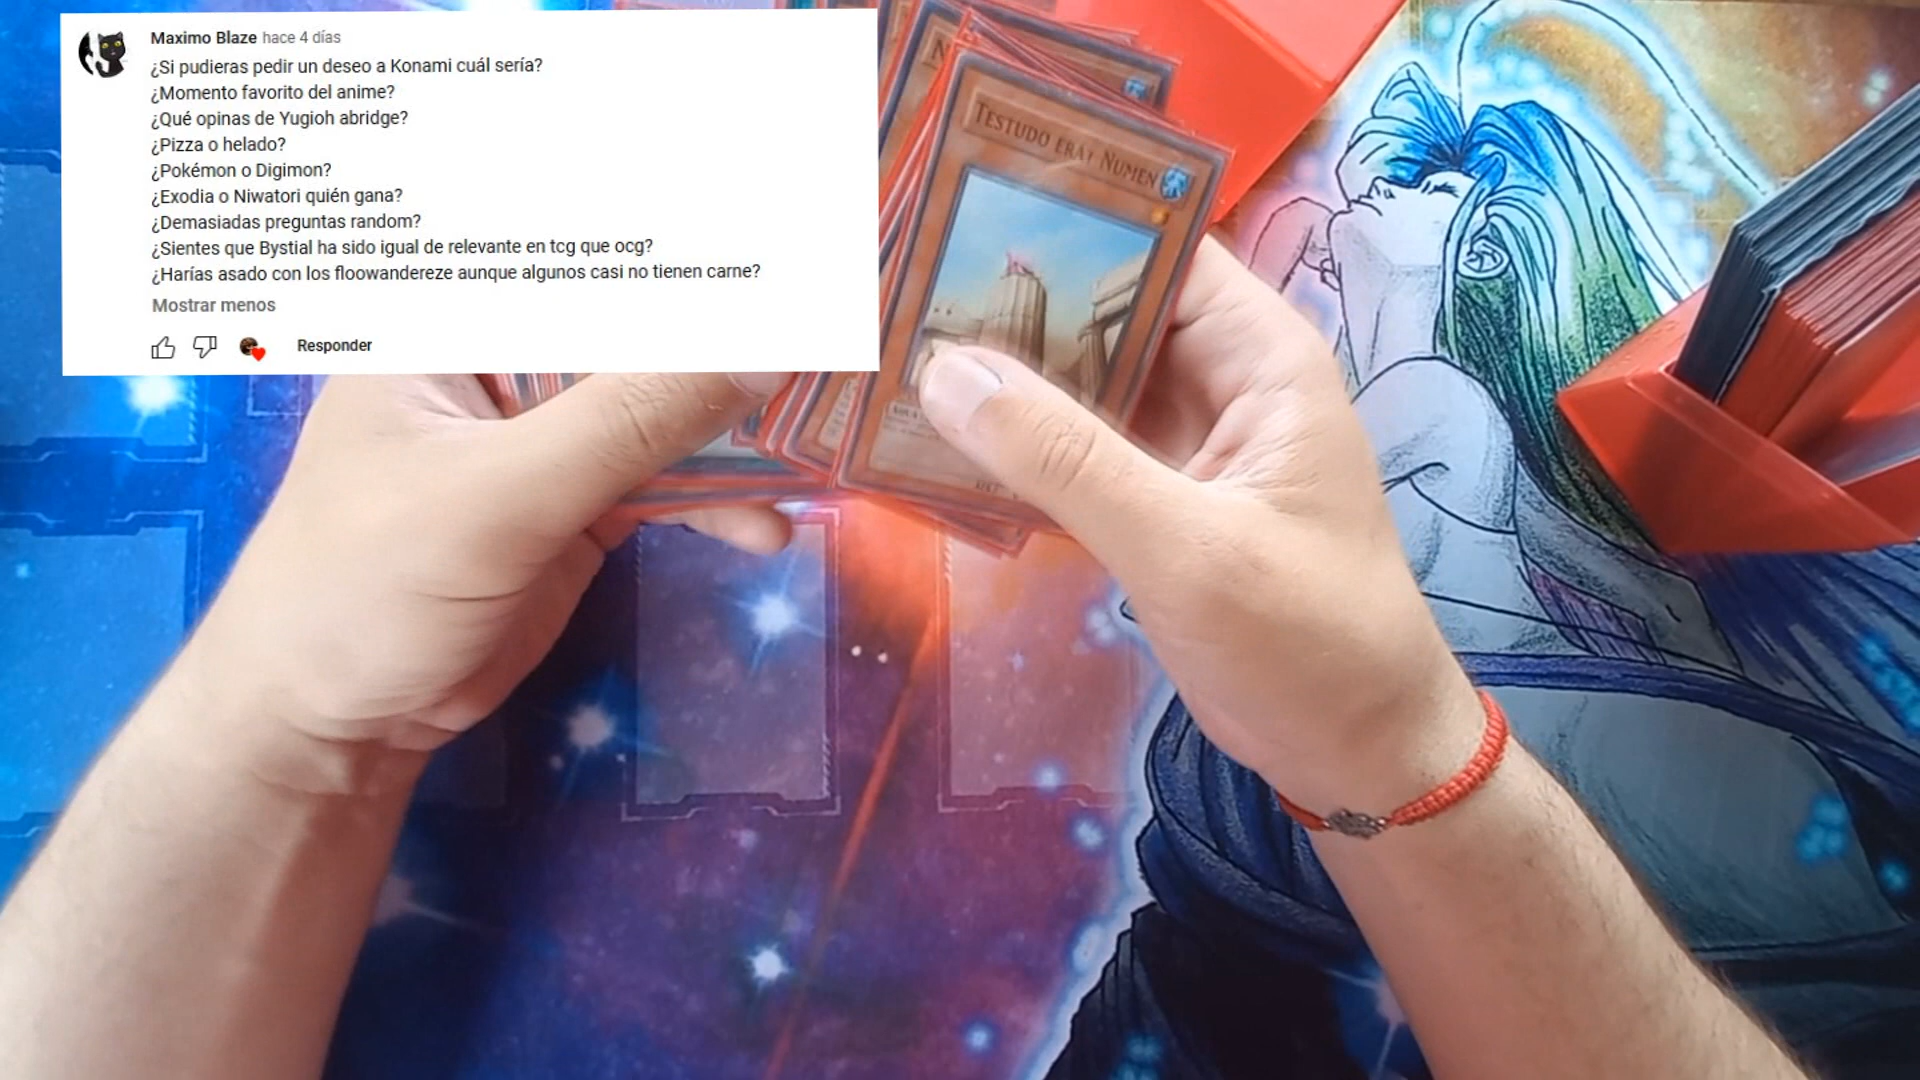 Maximo Blaze hace 4 días
¿Si pudieras pedir un deseo a Konami cuál sería?
¿Momento favorito del anime?
¿Qué opinas de Yugioh abridge?
¿Pizza o helado?
¿Pokémon o Digimon?
¿Exodia o Niwatori quién gana?
¿Demasiadas preguntas random?
¿Sientes que Bystial ha sido igual de relevante en tcg que ocg?
¿Harías asado con los floowandereze aunque algunos casi no tienen carne?
Mostrar menos
Responder
TESTUDO ERAT NUMEN